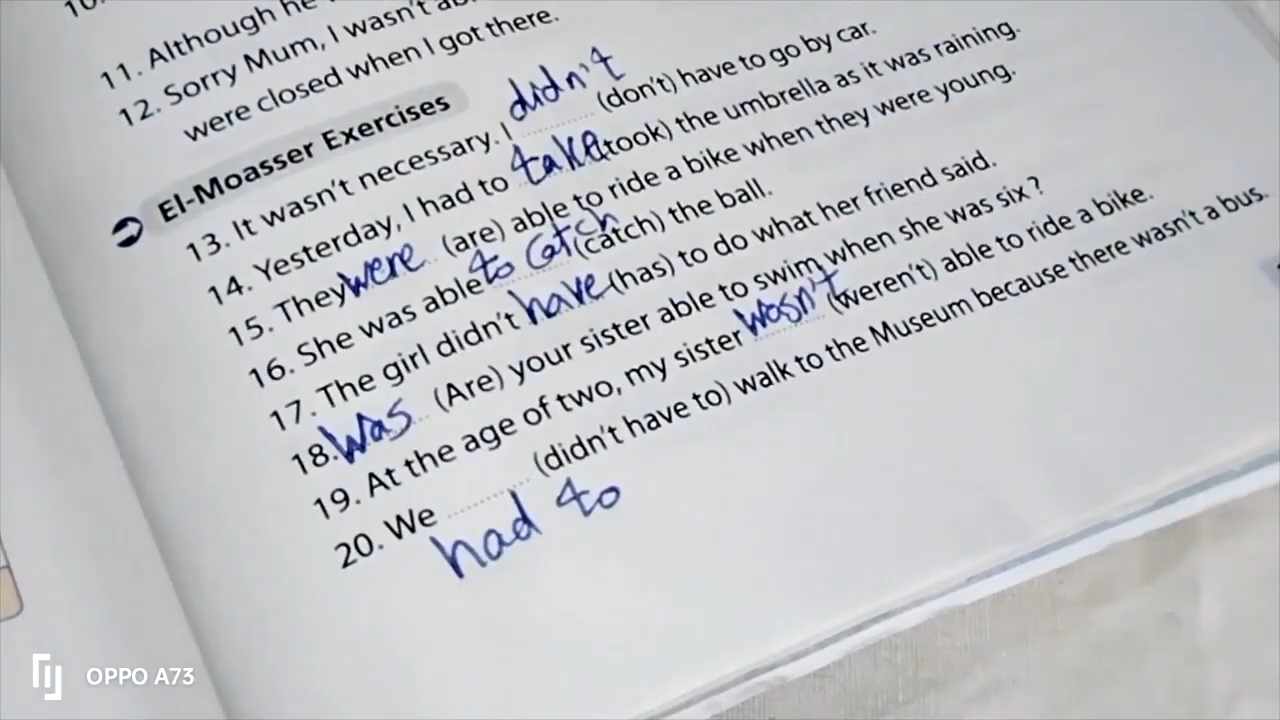 11. Although he
12. Sorry Mum, I wasn't
were closed when I got there.
El-Moasser Exercises
13. It wasn't necessary. I didn't (don't) have to go by car.
14. Yesterday, I had to take (took) the umbrella as it was raining.
15. They were (are) able to ride a bike when they were young.
16. She was able to catch (catch) the ball.
17. The girl didn't have (has) to do what her friend said.
18. Was (Are) your sister able to swim when she was six ?
19. At the age of two, my sister wasn't (weren't) able to ride a bike.
20. We ........ (didn't have to) walk to the Museum because there wasn't a bus.
had to
OPPO A73